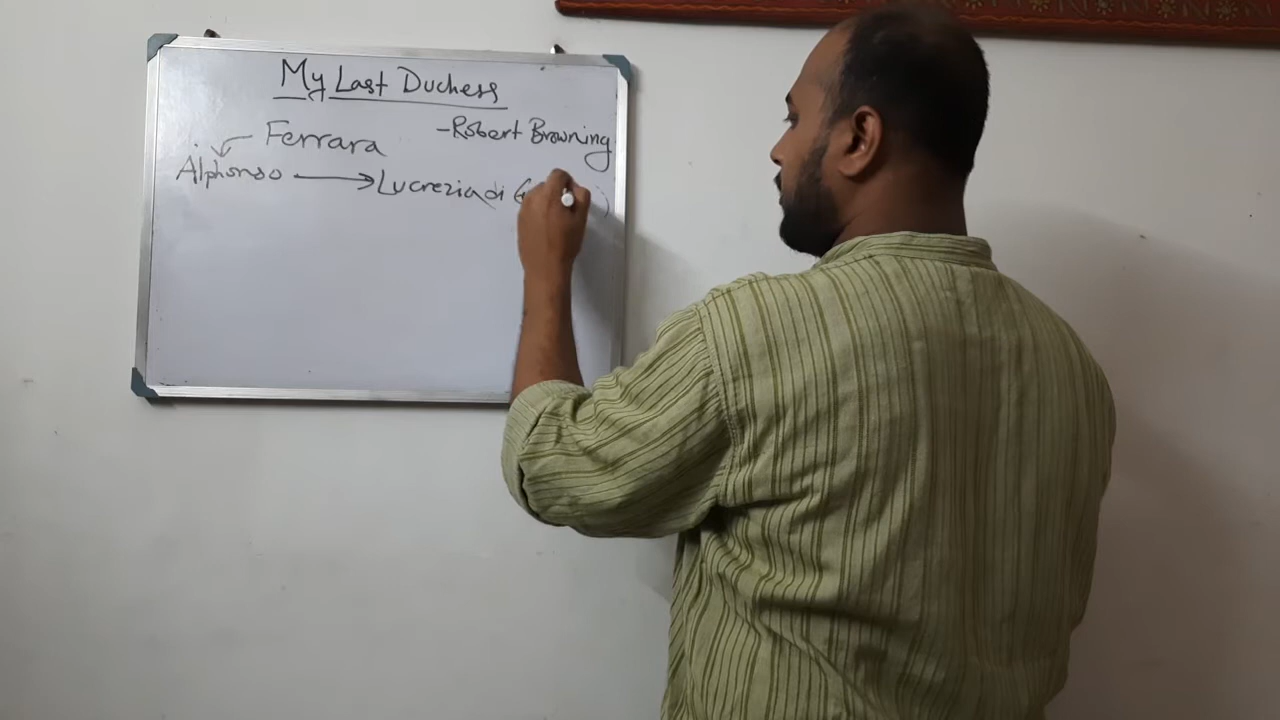 My Last Duchess
-Robert Browning
Ferrara
Alphonso → Lucrezia di